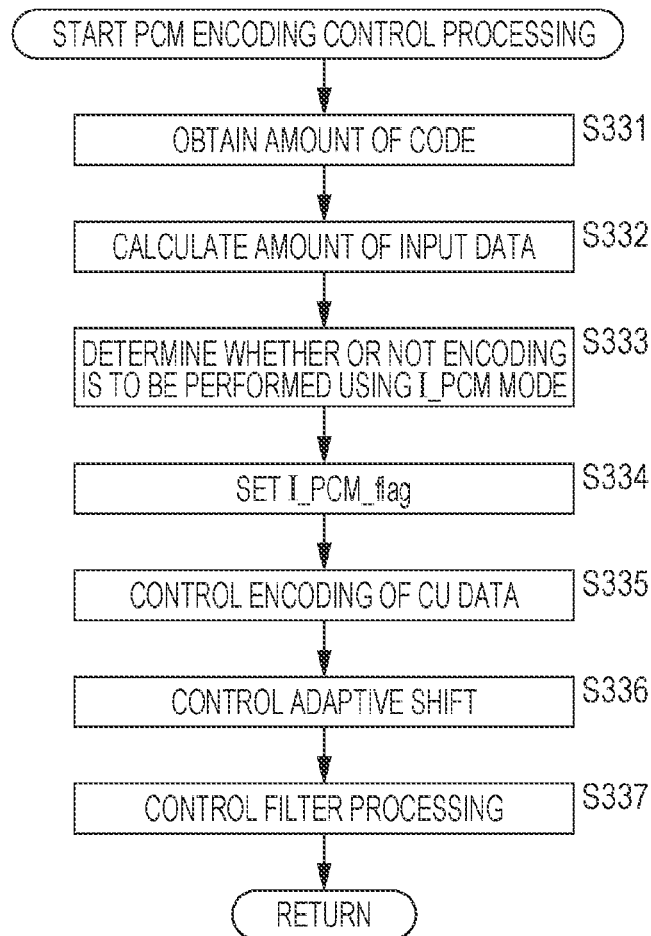 START PCM ENCODING CONTROL PROCESSING
OBTAIN AMOUNT OF CODE
S331
CALCULATE AMOUNT OF INPUT DATA
S332
DETERMINE WHETHER OR NOT ENCODING
IS TO BE PERFORMED USING I_PCM MODE
S333
SET I_PCM_flag
S334
CONTROL ENCODING OF CU DATA
S335
CONTROL ADAPTIVE SHIFT
S336
CONTROL FILTER PROCESSING
S337
RETURN